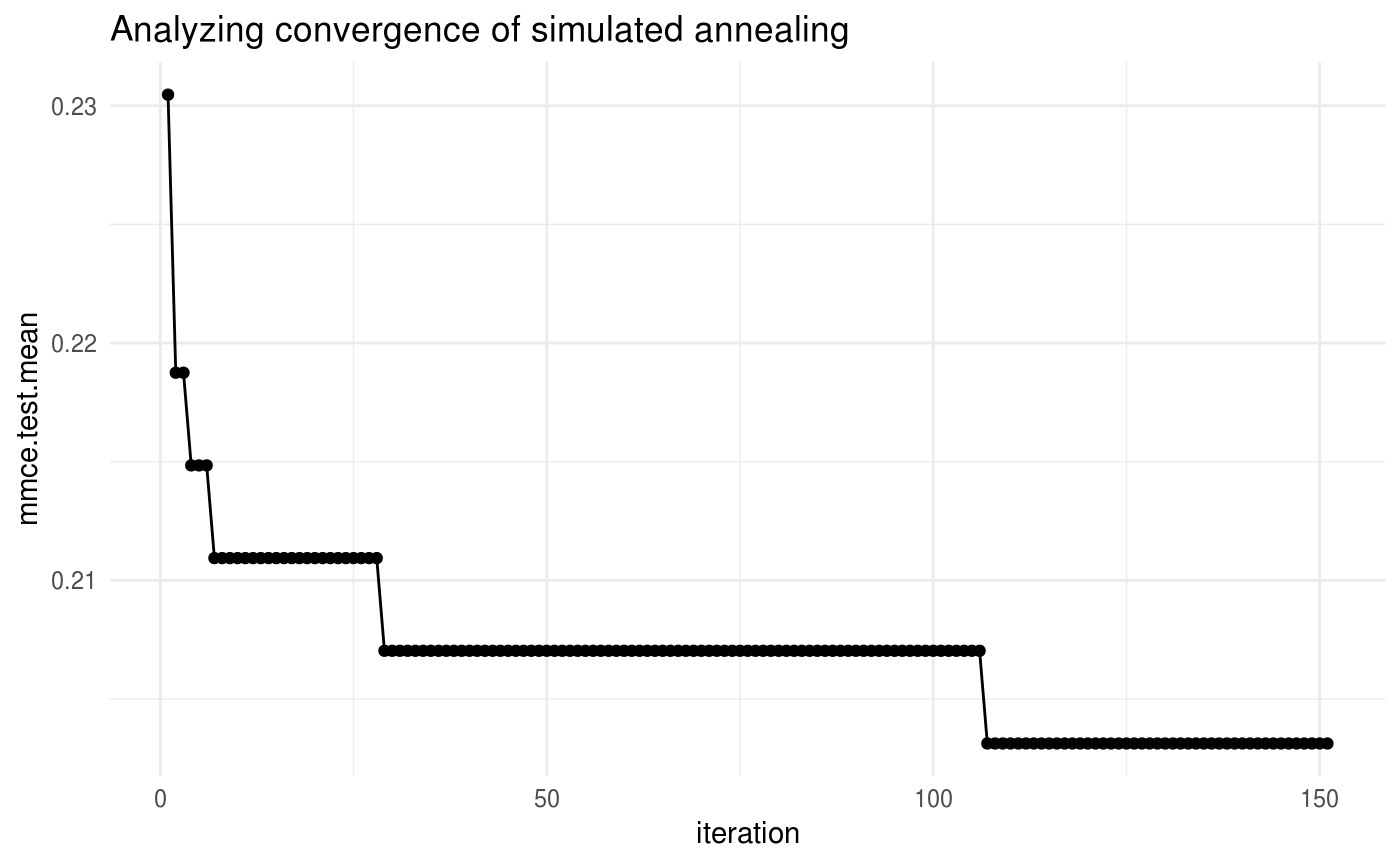 Analyzing convergence of simulated annealing
mmce.test.mean
0.23
0.22
0.21
0
50
100
150
iteration